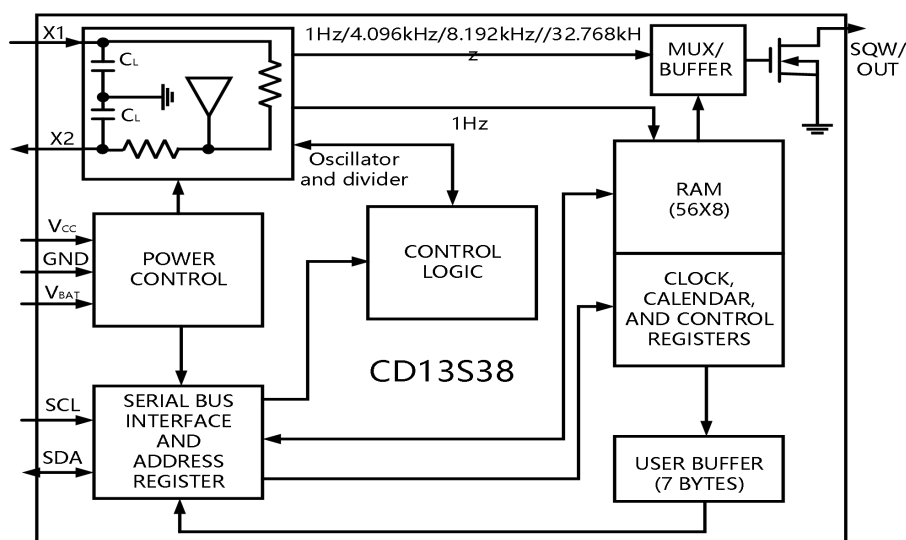 X1
CL
CL
X2
1Hz/4.096kHz/8.192kHz//32.768kH
z
MUX/
BUFFER
SQW/
OUT
1Hz
Oscillator
and divider
RAM
(56X8)
VCC
GND
VBAT
POWER
CONTROL
CONTROL
LOGIC
CLOCK,
CALENDAR,
AND CONTROL
REGISTERS
CD13S38
SCL
SDA
SERIAL BUS
INTERFACE
AND
ADDRESS
REGISTER
USER BUFFER
(7 BYTES)